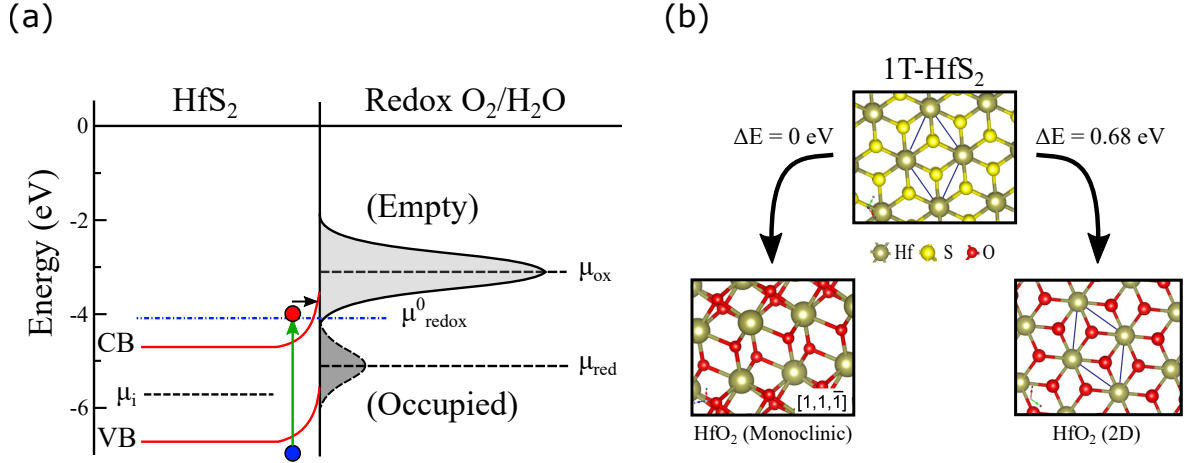 (a)
HfS₂
Redox O₂/H₂O
0
-2
-4
-6
Energy (eV)
(Empty)
μox
μ⁰redox
CB
μred
μi
(Occupied)
VB
(b)
1T-HfS₂
ΔE = 0 eV
ΔE = 0.68 eV
Hf S O
[1,1,1̅]
HfO₂ (Monoclinic)
HfO₂ (2D)